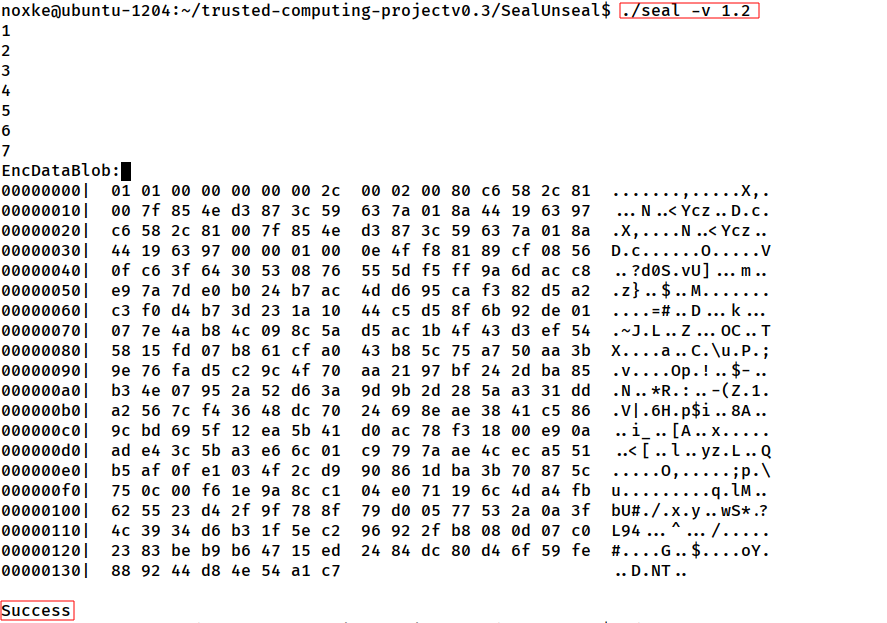 noxke@ubuntu-1204:~/trusted-computing-projectv0.3/SealUnseal$ ./seal -v 1.2
1
2
3
4
5
6
7
EncDataBlob:
00000000|  01 01 00 00 00 00 00 2c  00 02 00 80 c6 58 2c 81  .......,.....X,.
00000010|  00 7f 85 4e d3 87 3c 59  63 7a 01 8a 44 19 63 97  ...N..<Ycz..D.c.
00000020|  c6 58 2c 81 00 7f 85 4e  d3 87 3c 59 63 7a 01 8a  .X,....N..<Ycz..
00000030|  44 19 63 97 00 00 01 00  0e 4f f8 81 89 cf 08 56  D.c......O.....V
00000040|  0f c6 3f 64 30 53 08 76  55 5d f5 ff 9a 6d ac c8  ..?d0S.vU]...m..
00000050|  e9 7a 7d e0 b0 24 b7 ac  4d d6 95 ca f3 82 d5 a2  .z}..$..M.......
00000060|  c3 f0 d4 b7 3d 23 1a 10  44 c5 d5 8f 6b 92 de 01  ....=#..D...k...
00000070|  07 7e 4a b8 4c 09 8c 5a  d5 ac 1b 4f 43 d3 ef 54  .~J.L..Z...OC..T
00000080|  58 15 fd 07 b8 61 cf a0  43 b8 5c 75 a7 50 aa 3b  X....a..C.\u.P.;
00000090|  9e 76 fa d5 c2 9c 4f 70  aa 21 97 bf 24 2d ba 85  .v....Op.!..$-..
000000a0|  b3 4e 07 95 2a 52 d6 3a  9d 9b 2d 28 5a a3 31 dd  .N..*R.:..-(Z.1.
000000b0|  a2 56 7c f4 36 48 dc 70  24 69 8e ae 38 41 c5 86  .V|.6H.p$i..8A..
000000c0|  9c bd 69 5f 12 ea 5b 41  d0 ac 78 f3 18 00 e9 0a  ..i_..[A..x.....
000000d0|  ad e4 3c 5b a3 e6 6c 01  c9 79 7a ae 4c ec a5 51  ..<[..l..yz.L..Q
000000e0|  b5 af 0f e1 03 4f 2c d9  90 86 1d ba 3b 70 87 5c  .....O,.....;p.\
000000f0|  75 0c 00 f6 1e 9a 8c c1  04 e0 71 19 6c 4d a4 fb  u.........q.lM..
00000100|  62 55 23 d4 2f 9f 78 8f  79 d0 05 77 53 2a 0a 3f  bU#./.x.y..wS*.?
00000110|  4c 39 34 d6 b3 1f 5e c2  96 92 2f b8 08 0d 07 c0  L94...^.../.....
00000120|  23 83 be b9 b6 47 15 ed  24 84 dc 80 d4 6f 59 fe  #....G..$....oY.
00000130|  88 92 44 d8 4e 54 a1 c7  ..D.NT..
Success